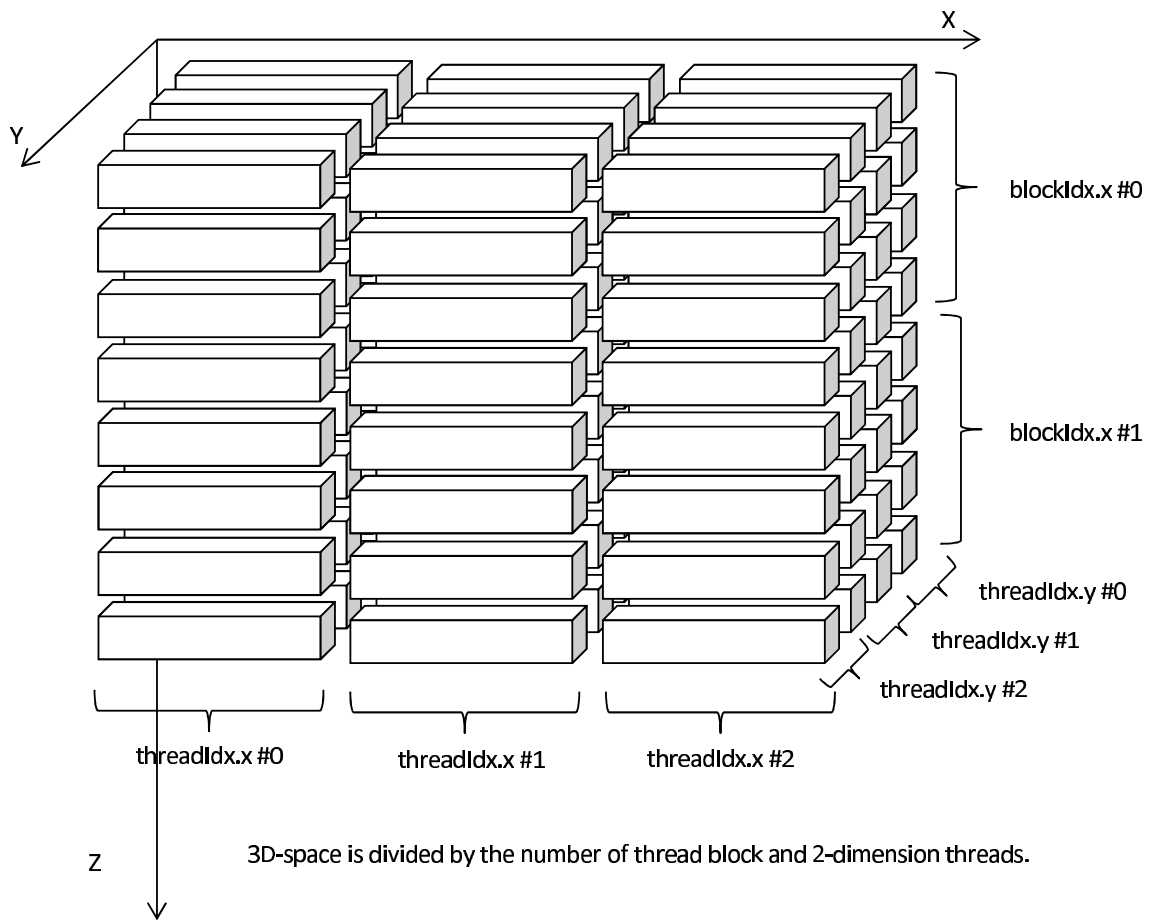 X
Y
blockIdx.x #0
blockIdx.x #1
threadIdx.y #0
threadIdx.y #1
threadIdx.y #2
threadIdx.x #0
threadIdx.x #1
threadIdx.x #2
Z
3D-space is divided by the number of thread block and 2-dimension threads.